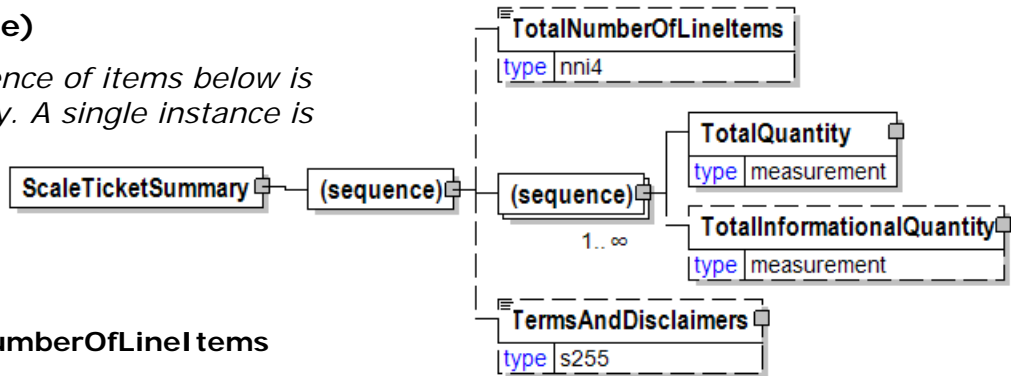 e)
TotalNumberOfLineItems
type nni4
ence of items below is
y. A single instance is
TotalQuantity
type measurement
ScaleTicketSummary
(sequence)
(sequence)
1.. ∞
TotalInformationalQuantity
type measurement
TermsAndDisclaimers
type s255
umberOfLineItems